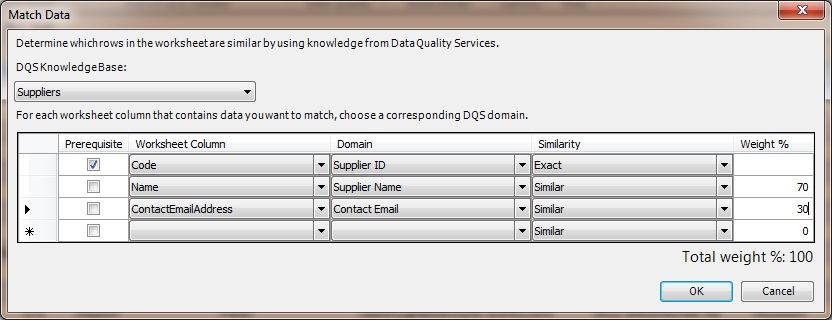 Match Data
Determine which rows in the worksheet are similar by using knowledge from Data Quality Services.
DQS Knowledge Base:
Suppliers
For each worksheet column that contains data you want to match, choose a corresponding DQS domain.
Prerequisite Worksheet Column Domain Similarity Weight %
Code Supplier ID Exact
Name Supplier Name Similar 70
ContactEmailAddress Contact Email Similar 30
Similar 0
Total weight %: 100
OK Cancel